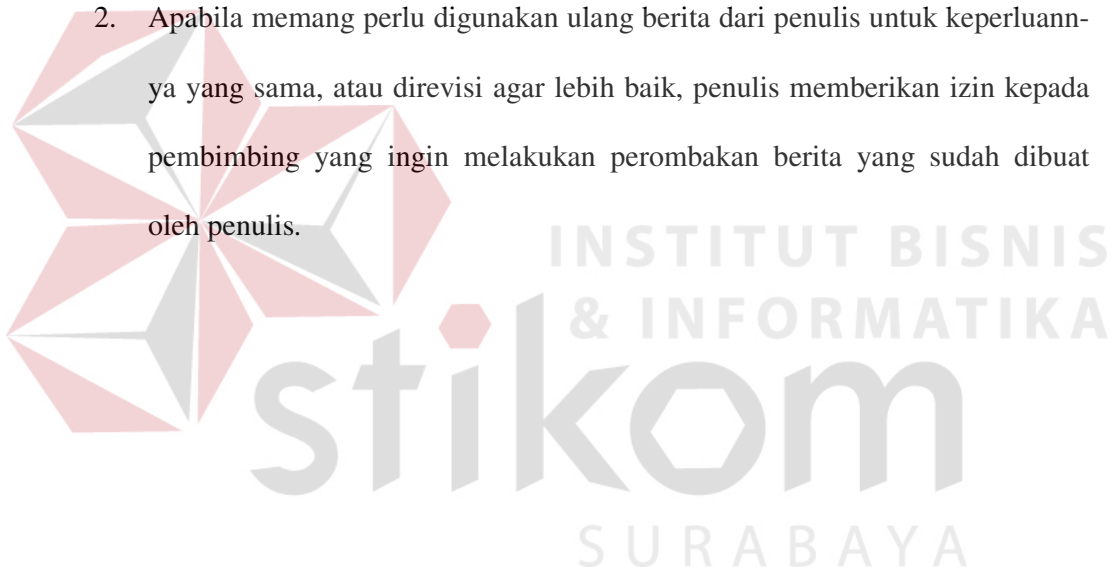 2. Apabila memang perlu digunakan ulang berita dari penulis untuk keperluann-
ya yang sama, atau direvisi agar lebih baik, penulis memberikan izin kepada
pembimbing yang ingin melakukan perombakan berita yang sudah dibuat
oleh penulis.
INSTITUT BISNIS
& INFORMATIKA
stikom
SURABAYA